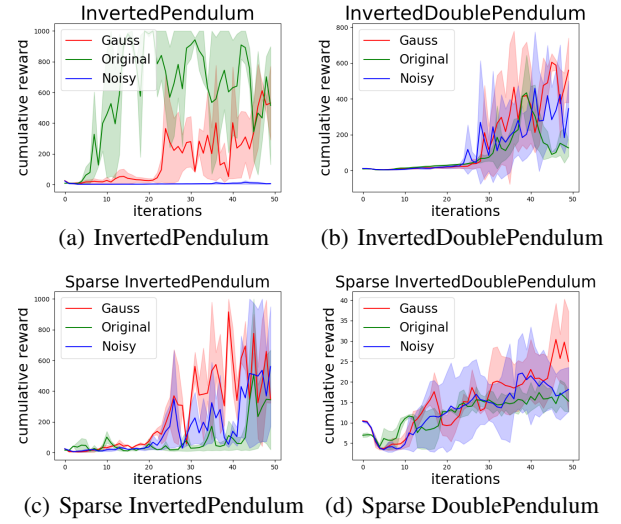 InvertedPendulum
1000
800
600
400
200
0
cumulative reward
Gauss
Original
Noisy
0 10 20 30 40 50
iterations
(a) InvertedPendulum
InvertedDoublePendulum
800
600
400
200
0
cumulative reward
Gauss
Original
Noisy
0 10 20 30 40 50
iterations
(b) InvertedDoublePendulum
Sparse InvertedPendulum
1000
800
600
400
200
0
cumulative reward
Gauss
Original
Noisy
0 10 20 30 40 50
iterations
(c) Sparse InvertedPendulum
Sparse InvertedDoublePendulum
40
35
30
25
20
15
10
5
cumulative reward
Gauss
Original
Noisy
0 10 20 30 40 50
iterations
(d) Sparse DoublePendulum